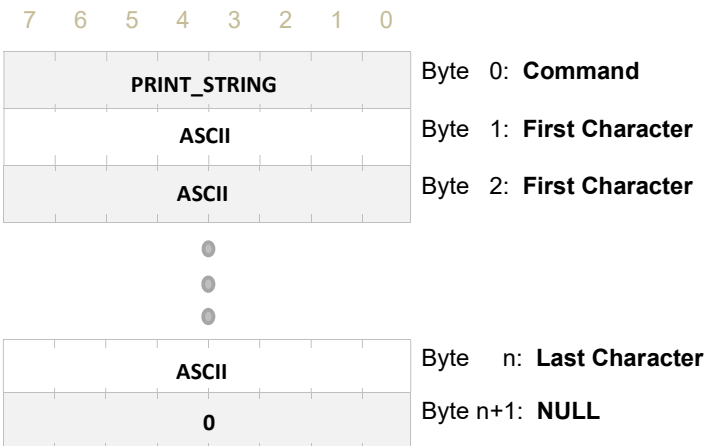 7 6 5 4 3 2 1 0
PRINT_STRING Byte 0: Command
ASCII Byte 1: First Character
ASCII Byte 2: First Character
ASCII Byte n: Last Character
0 Byte n+1: NULL